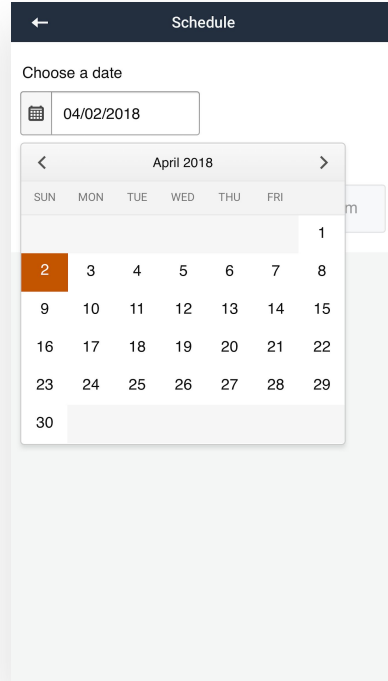 Schedule
Choose a date
04/02/2018
April 2018
SUN MON TUE WED THU FRI
m
1
2 3 4 5 6 7 8
9 10 11 12 13 14 15
16 17 18 19 20 21 22
23 24 25 26 27 28 29
30